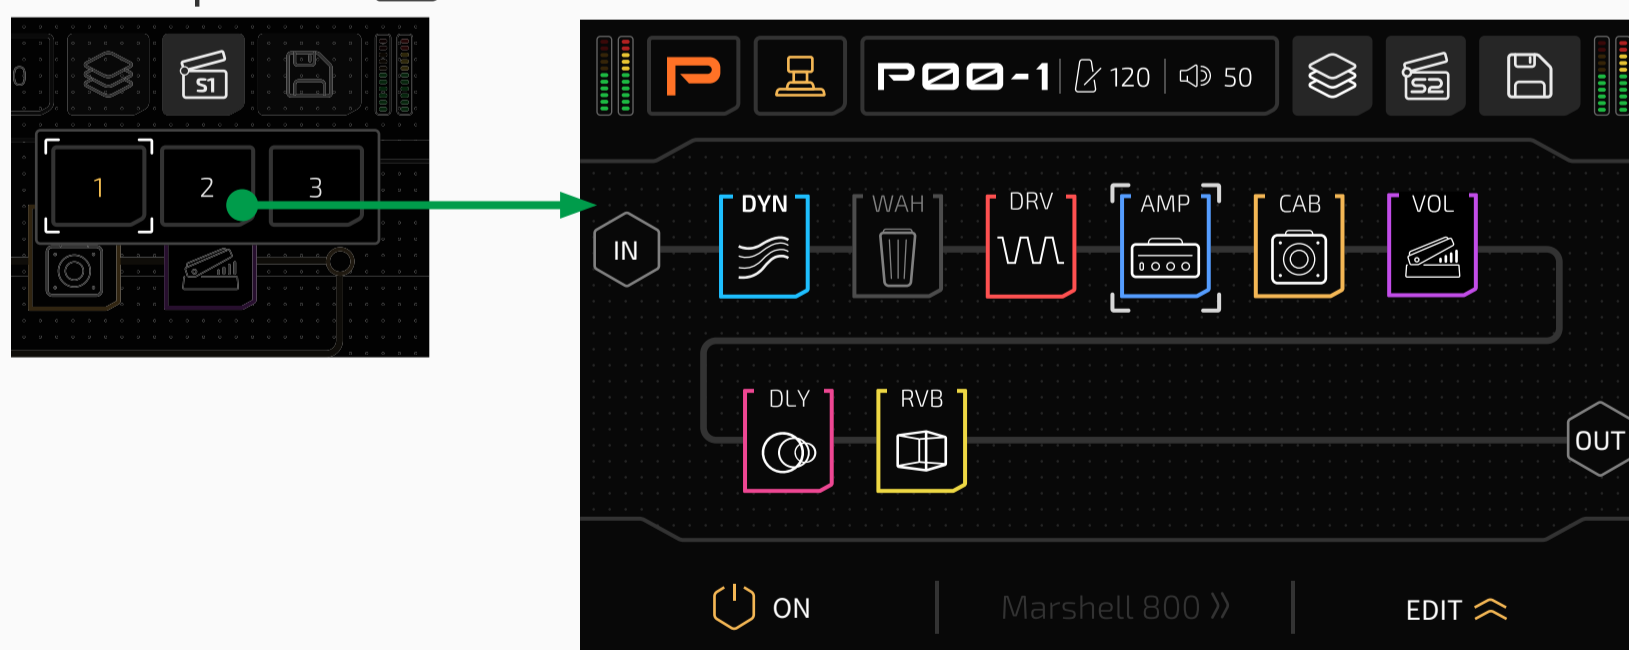 S1
1 2 3
P P00-1 120 50 S2
IN DYN WAH DRV AMP CAB VOL
DLY RVB OUT
ON Marshell 800 EDIT